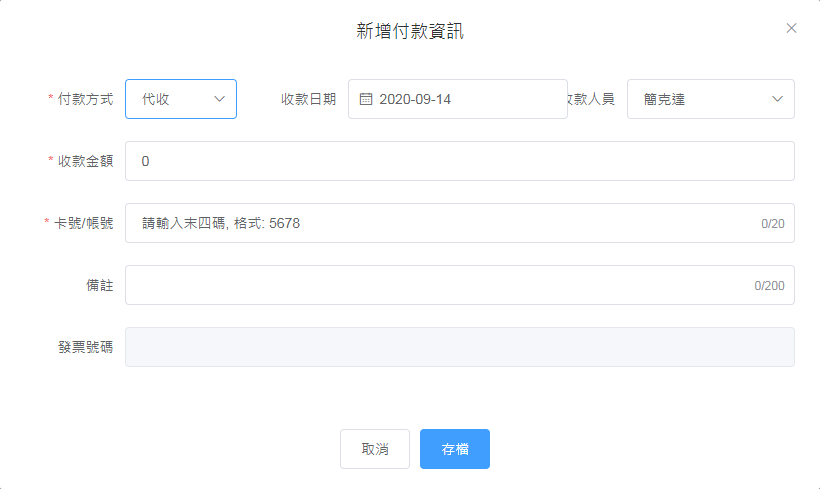 新增付款資訊
* 付款方式 代收 收款日期 2020-09-14 收款人員 簡克達
* 收款金額 0
* 卡號/帳號 請輸入末四碼, 格式: 5678 0/20
備註 0/200
發票號碼
取消 存檔